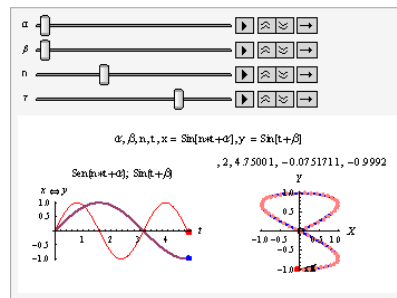 α
β
n
τ
α, β, n, t, x = Sin[n*t+α], y = Sin[t+β]
, 2, 4.75001, -0.0751711, -0.9992
Sen(n*t+α); Sin(t+β)
x ⇔ y
1.0
0.5
-0.5
-1.0
1 2 3 4
t
Y
1.0
0.5
-1.0 -0.5 0.5 1.0 X
-0.5
-1.0